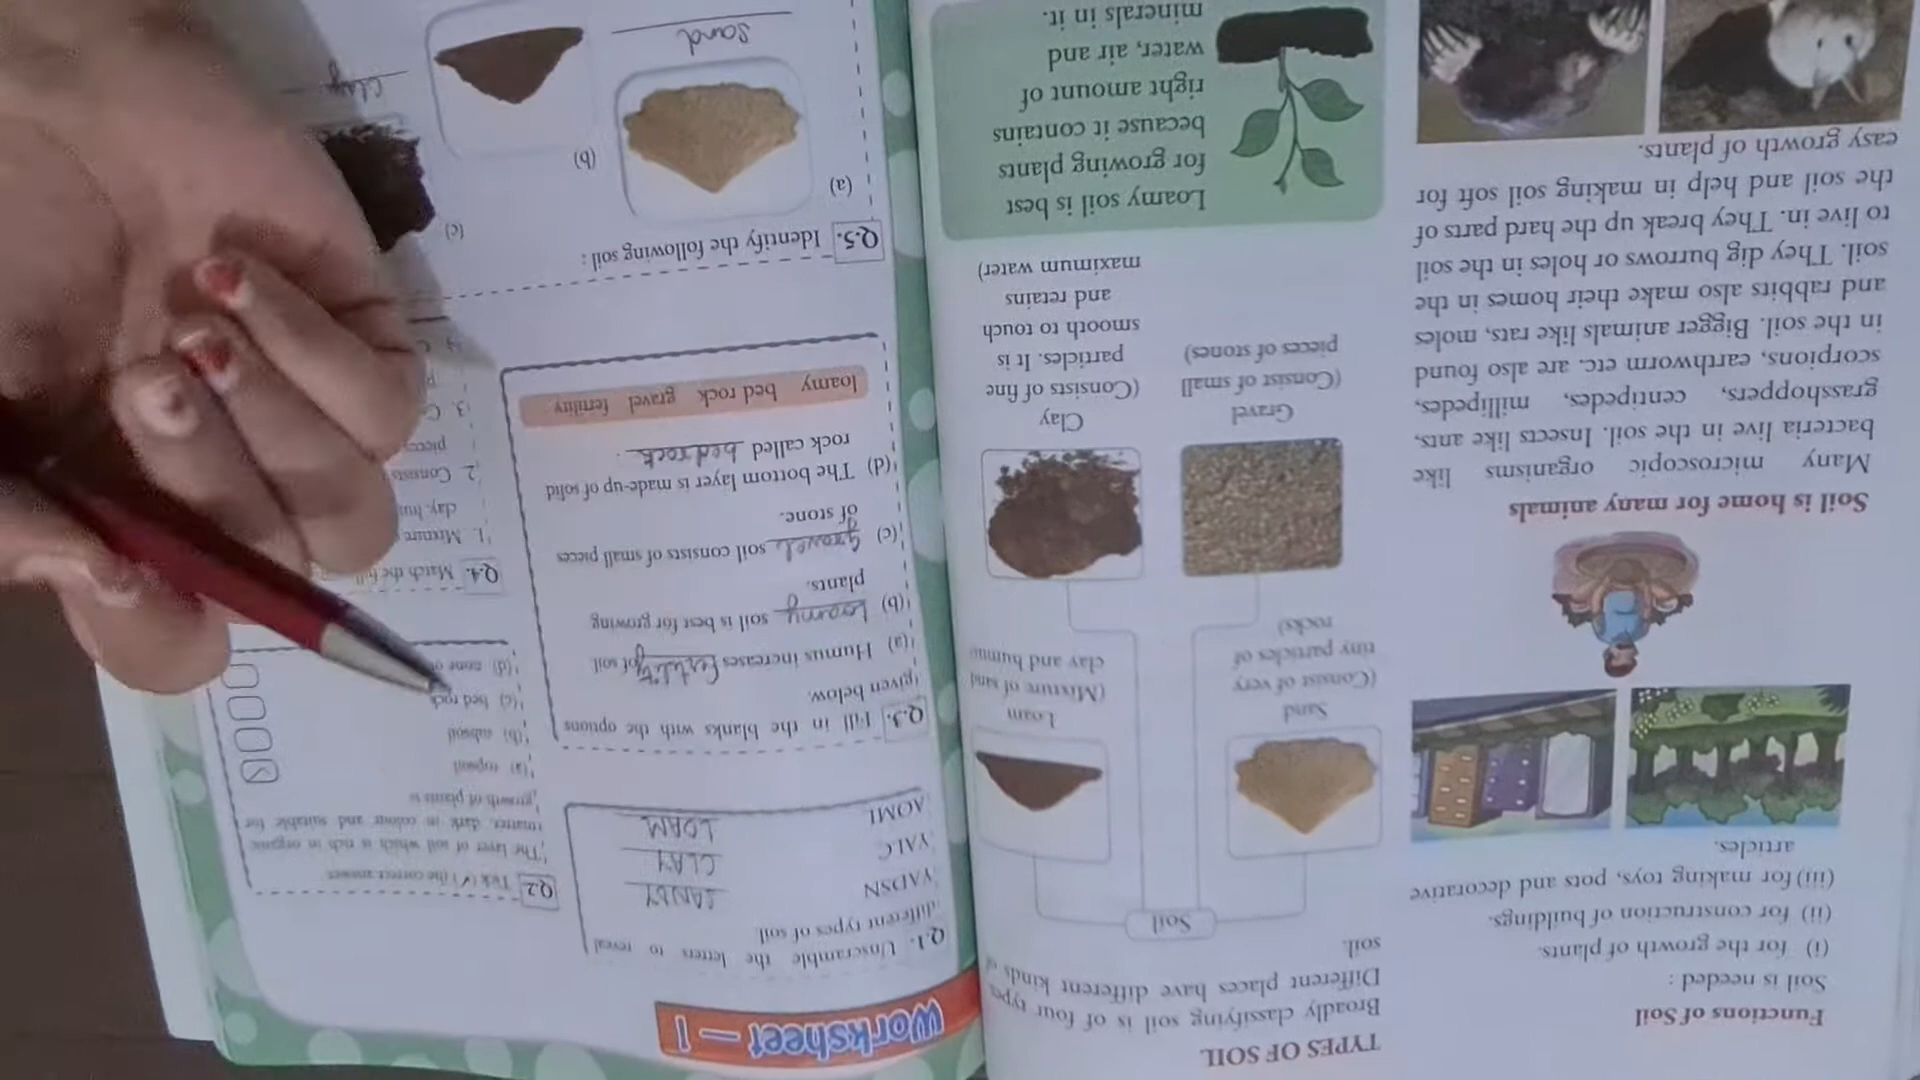 Functions of Soil
Soil is needed :
(i) for the growth of plants.
(ii) for construction of buildings.
(iii) for making toys, pots and decorative
articles.
Soil is home for many animals
Many microscopic organisms like
bacteria live in the soil. Insects like ants,
grasshoppers, centipedes, millipedes,
scorpions, earthworm etc. are also found
in the soil. Bigger animals like rats, moles
and rabbits also make their homes in the
soil. They dig burrows or holes in the soil
to live in. They break up the hard parts of
the soil and help in making soil soft for
easy growth of plants.
TYPES OF SOIL
Broadly classifying soil is of four types
Different places have different kinds
soil.
Soil
Sand
(Consist of very
tiny particles of
rocks)
Loam
(Mixture of sand
clay and humus
Gravel
(Consist of small
pieces of stones)
Clay
(Consists of fine
particles. It is
smooth to touch
and retains
maximum water)
Loamy soil is best
for growing plants
because it contains
right amount of
water, air, and
minerals in it.
Worksheet – 1
Q.1. Unscramble the letters to reveal
different types of soil
YADSN SANDY
YALC CLAY
AOML LOAM
Q.3. Fill in the blanks with the options
given below.
(a) Humus increases fertility of soil
(b) Loamy soil is best for growing
plants.
(c) Gravel soil consists of small pieces
of stone.
(d) The bottom layer is made-up of solid
rock called bedrock.
loamy bed rock gravel fertility
Q.5. Identify the following soil :
(a)
sand
(b)
clay
(c)
Q.2. Tick (✓) the correct answer
The layer of soil which is rich in organic
matter, dark in colour and suitable for
growth of plants is
(a) topsoil ✓
(b) subsoil
(c) bed rock
(d) none of
Q.4. Match the
1. Mixture
clay, hu
2. Consists
pieces
3. C
p
4. C